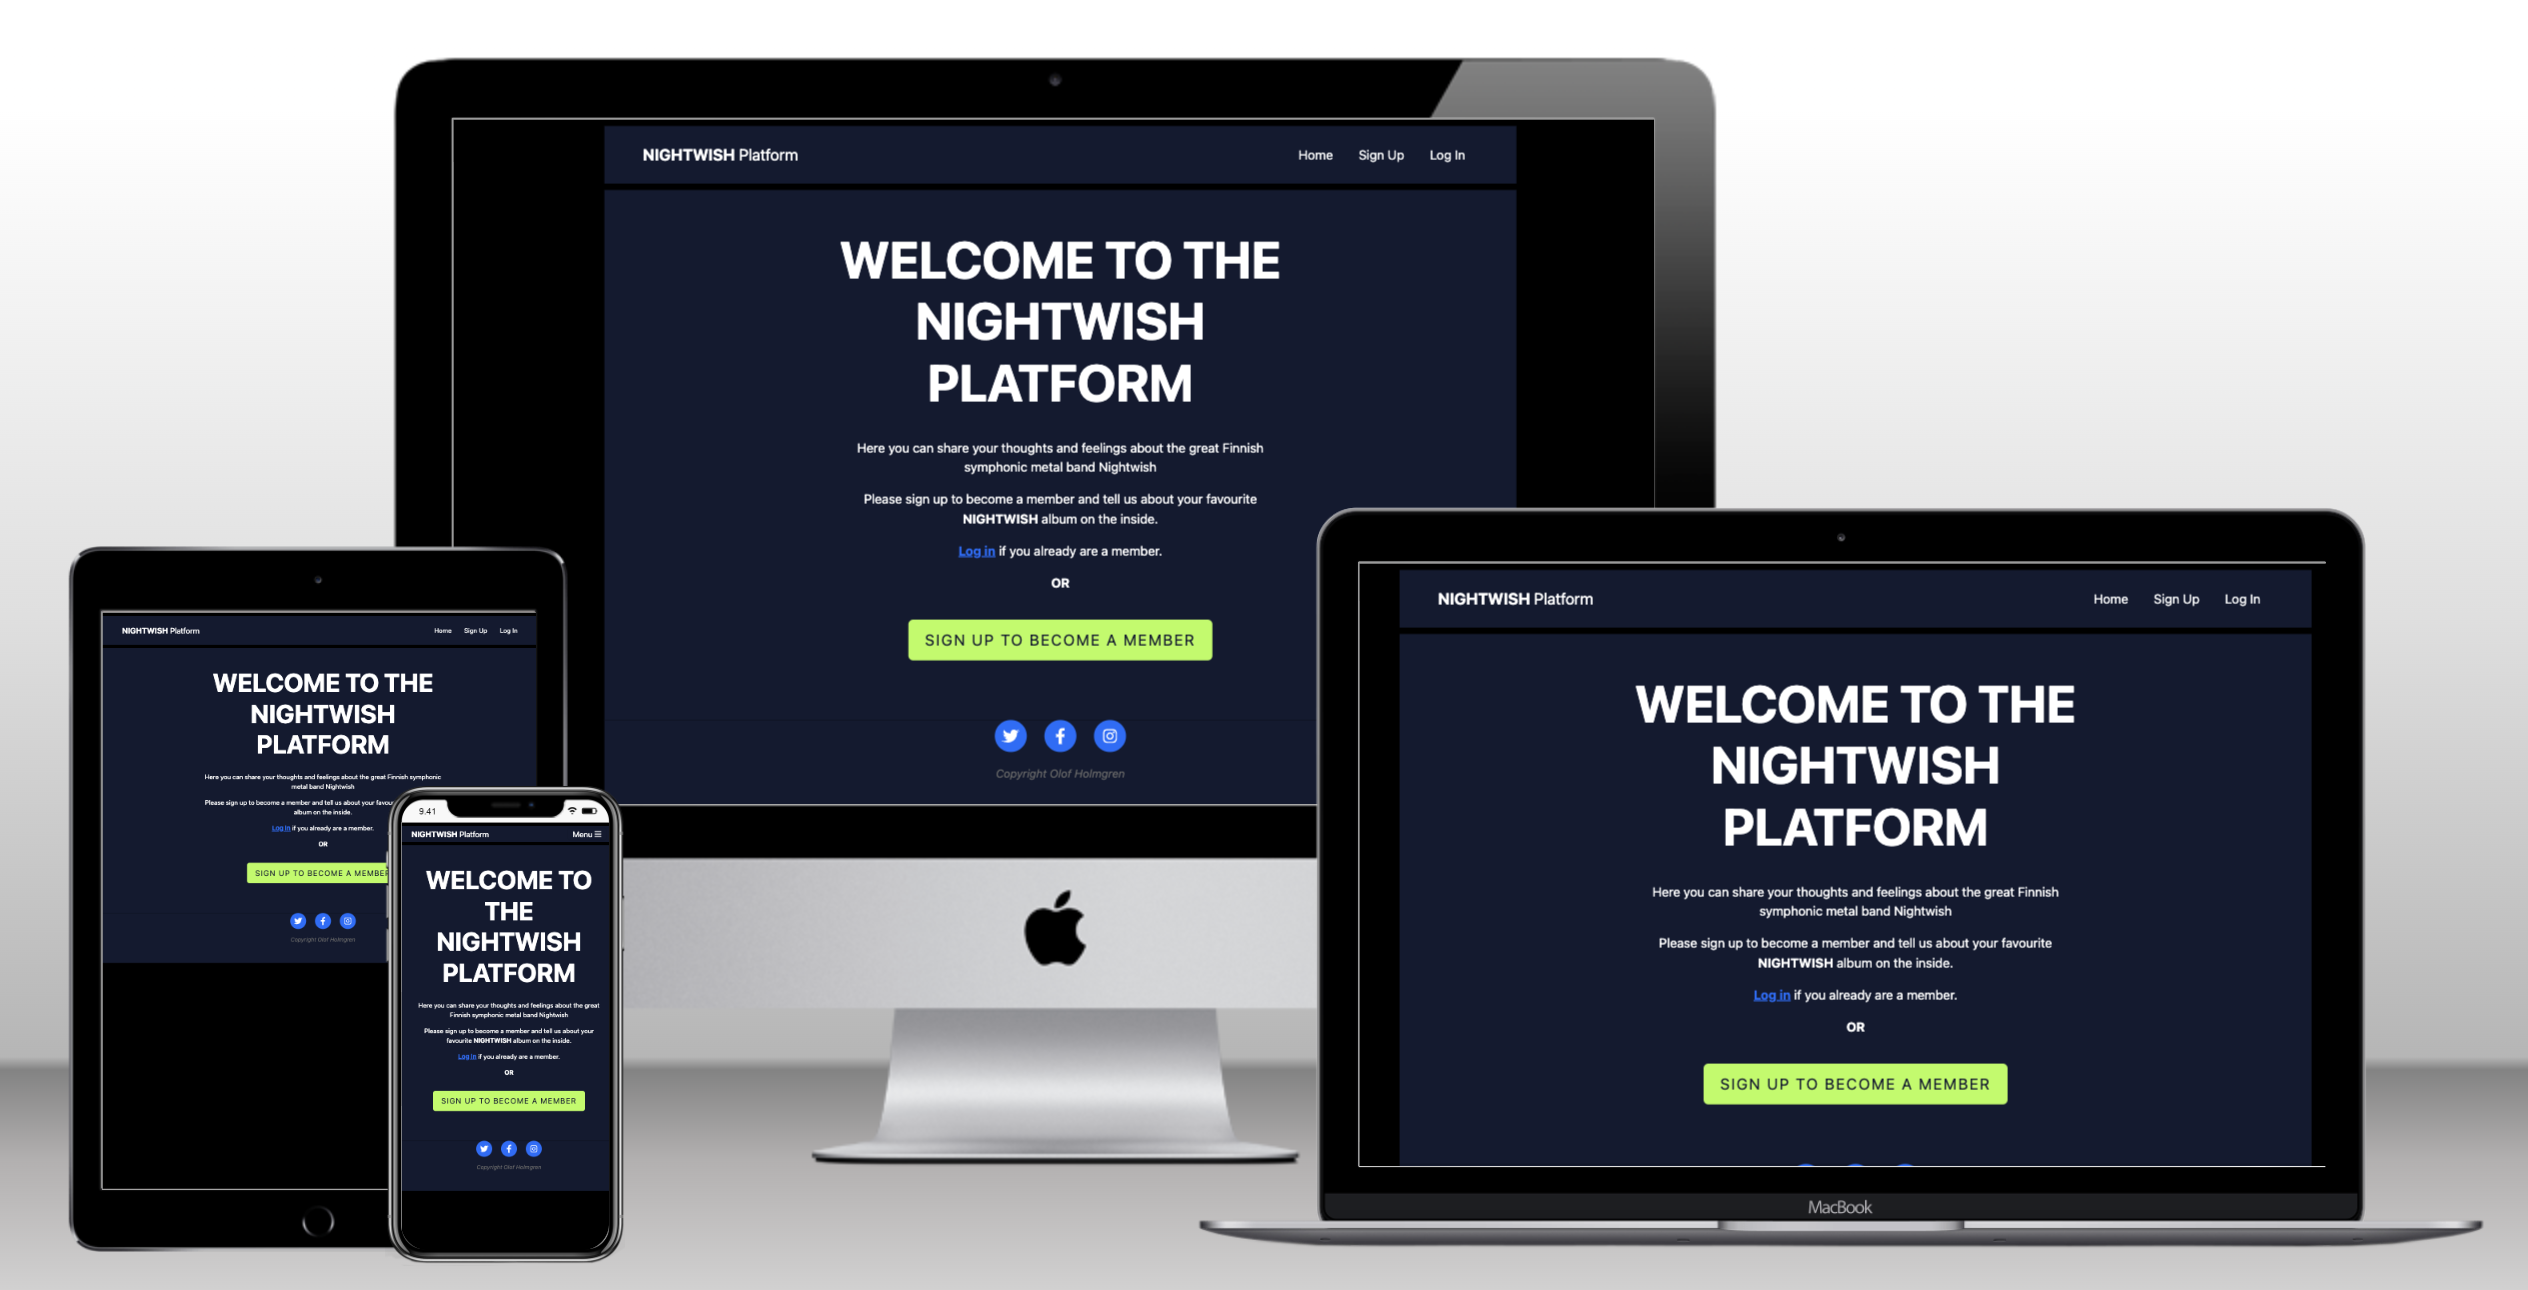 NIGHTWISH Platform
Home Sign Up Log In
WELCOME TO THE
NIGHTWISH
PLATFORM
Here you can share your thoughts and feelings about the great Finnish
symphonic metal band Nightwish
Please sign up to become a member and tell us about your favourite
NIGHTWISH album on the inside.
Log in if you already are a member.
OR
SIGN UP TO BECOME A MEMBER
Copyright Olof Holmgren
NIGHTWISH Platform
Home Sign Up Log In
WELCOME TO THE
NIGHTWISH
PLATFORM
Here you can share your thoughts and feelings about the great Finnish symphonic
metal band Nightwish
Please sign up to become a member and tell us about your favou
album on the inside.
Log in if you already are a member.
OR
SIGN UP TO BECOME A MEMBER
Copyright Olof Holmgren
9.41
NIGHTWISH Platform
Menu
WELCOME TO
THE
NIGHTWISH
PLATFORM
Here you can share your thoughts and feelings about the great
Finnish symphonic metal band Nightwish
Please sign up to become a member and tell us about your
favourite NIGHTWISH album on the inside.
Log in if you already are a member.
OR
SIGN UP TO BECOME A MEMBER
Copyright Olof Holmgren
NIGHTWISH Platform
Home Sign Up Log In
WELCOME TO THE
NIGHTWISH
PLATFORM
Here you can share your thoughts and feelings about the great Finnish
symphonic metal band Nightwish
Please sign up to become a member and tell us about your favourite
NIGHTWISH album on the inside.
Log in if you already are a member.
OR
SIGN UP TO BECOME A MEMBER
MacBook